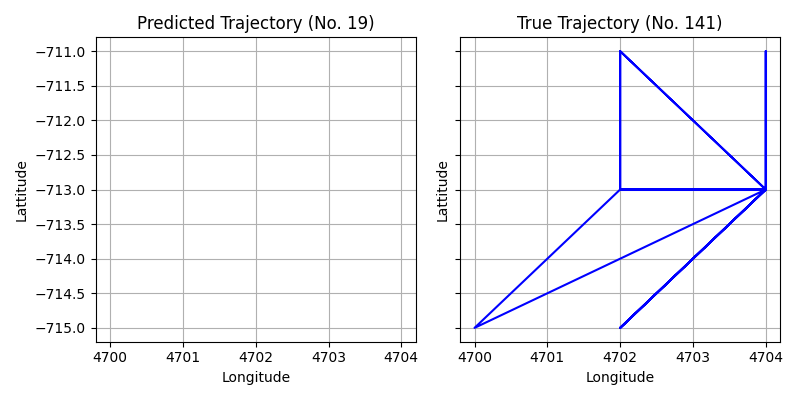 Predicted Trajectory (No. 19)
Lattitude
−711.0
−711.5
−712.0
−712.5
−713.0
−713.5
−714.0
−714.5
−715.0
4700 4701 4702 4703 4704
Longitude
True Trajectory (No. 141)
Lattitude
4700 4701 4702 4703 4704
Longitude